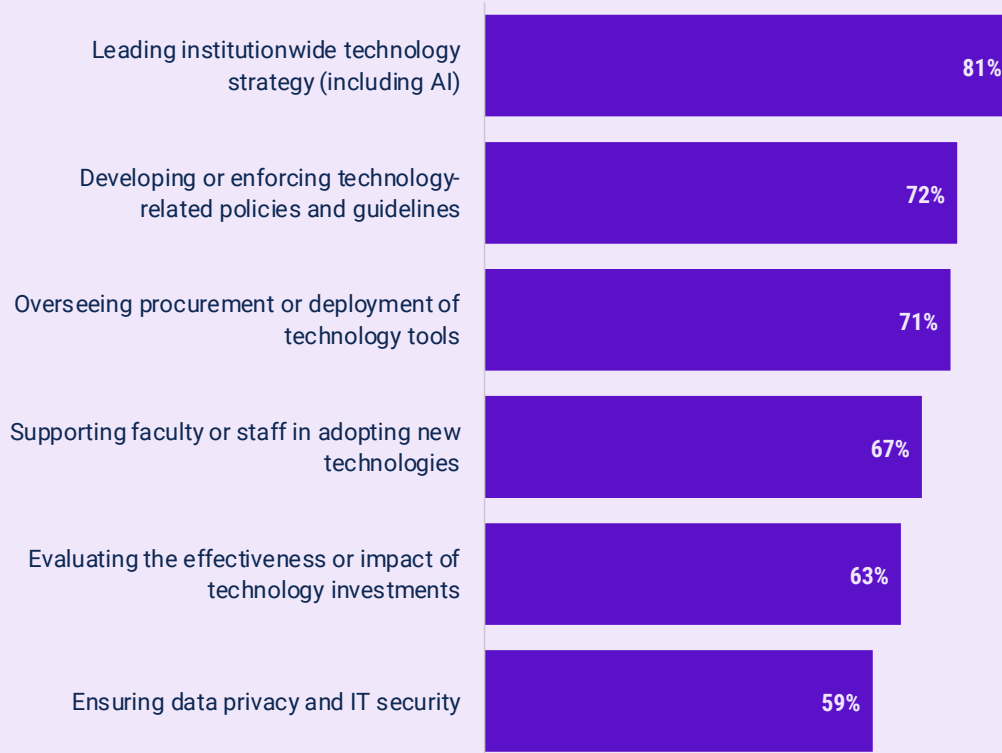 Leading institutionwide technology
strategy (including AI)
81%
Developing or enforcing technology-
related policies and guidelines
72%
Overseeing procurement or deployment of
technology tools
71%
Supporting faculty or staff in adopting new
technologies
67%
Evaluating the effectiveness or impact of
technology investments
63%
Ensuring data privacy and IT security
59%